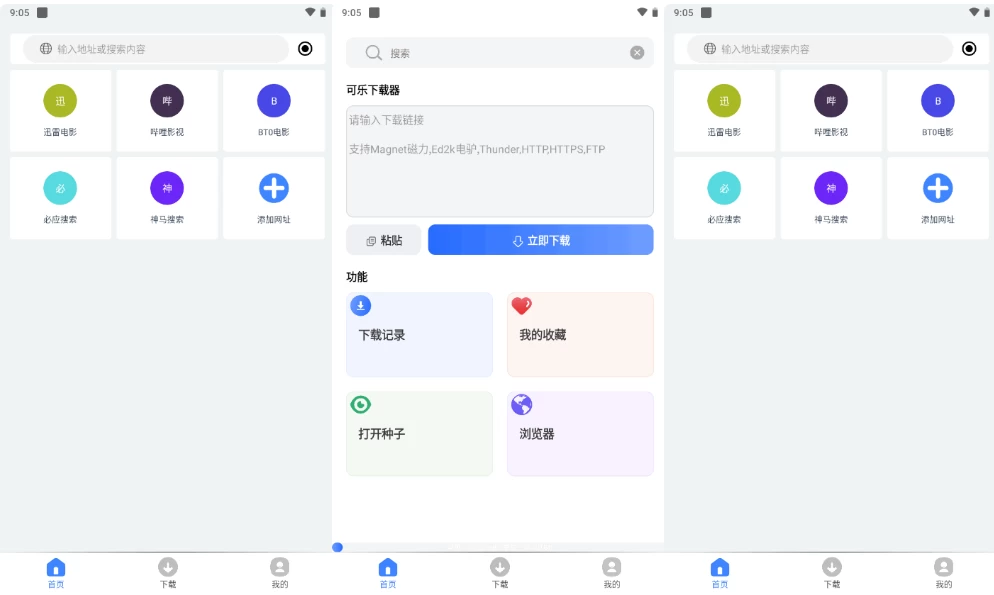 9:05
输入地址或搜索内容
迅
哔
B
迅雷电影
哔哩影视
BTO电影
必
神
必应搜索
神马搜索
添加网址
首页
下载
我的
9:05
搜索
可乐下载器
请输入下载链接
支持Magnet磁力,Ed2k电驴,Thunder,HTTP,HTTPS,FTP
粘贴
立即下载
功能
下载记录
我的收藏
打开种子
浏览器
首页
下载
我的
9:05
输入地址或搜索内容
迅
哔
B
迅雷电影
哔哩影视
BTO电影
必
神
必应搜索
神马搜索
添加网址
首页
下载
我的